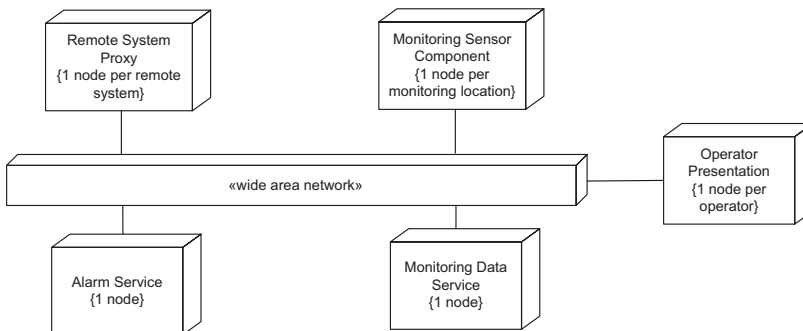 Remote System
Proxy
{1 node per remote
system}
Monitoring Sensor
Component
{1 node per
monitoring location}
Operator
Presentation
{1 node per
operator}
«wide area network»
Alarm Service
{1 node}
Monitoring Data
Service
{1 node}